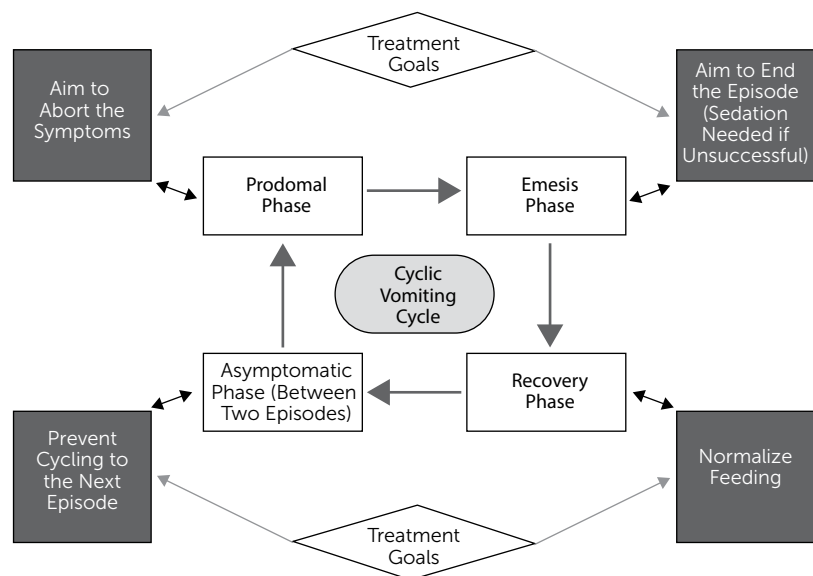 Treatment
Goals
Aim to
Abort the
Symptoms
Aim to End
the Episode
(Sedation
Needed if
Unsuccessful)
Prodomal
Phase
Emesis
Phase
Cyclic
Vomiting
Cycle
Asymptomatic
Phase (Between
Two Episodes)
Recovery
Phase
Prevent
Cycling to
the Next
Episode
Normalize
Feeding
Treatment
Goals